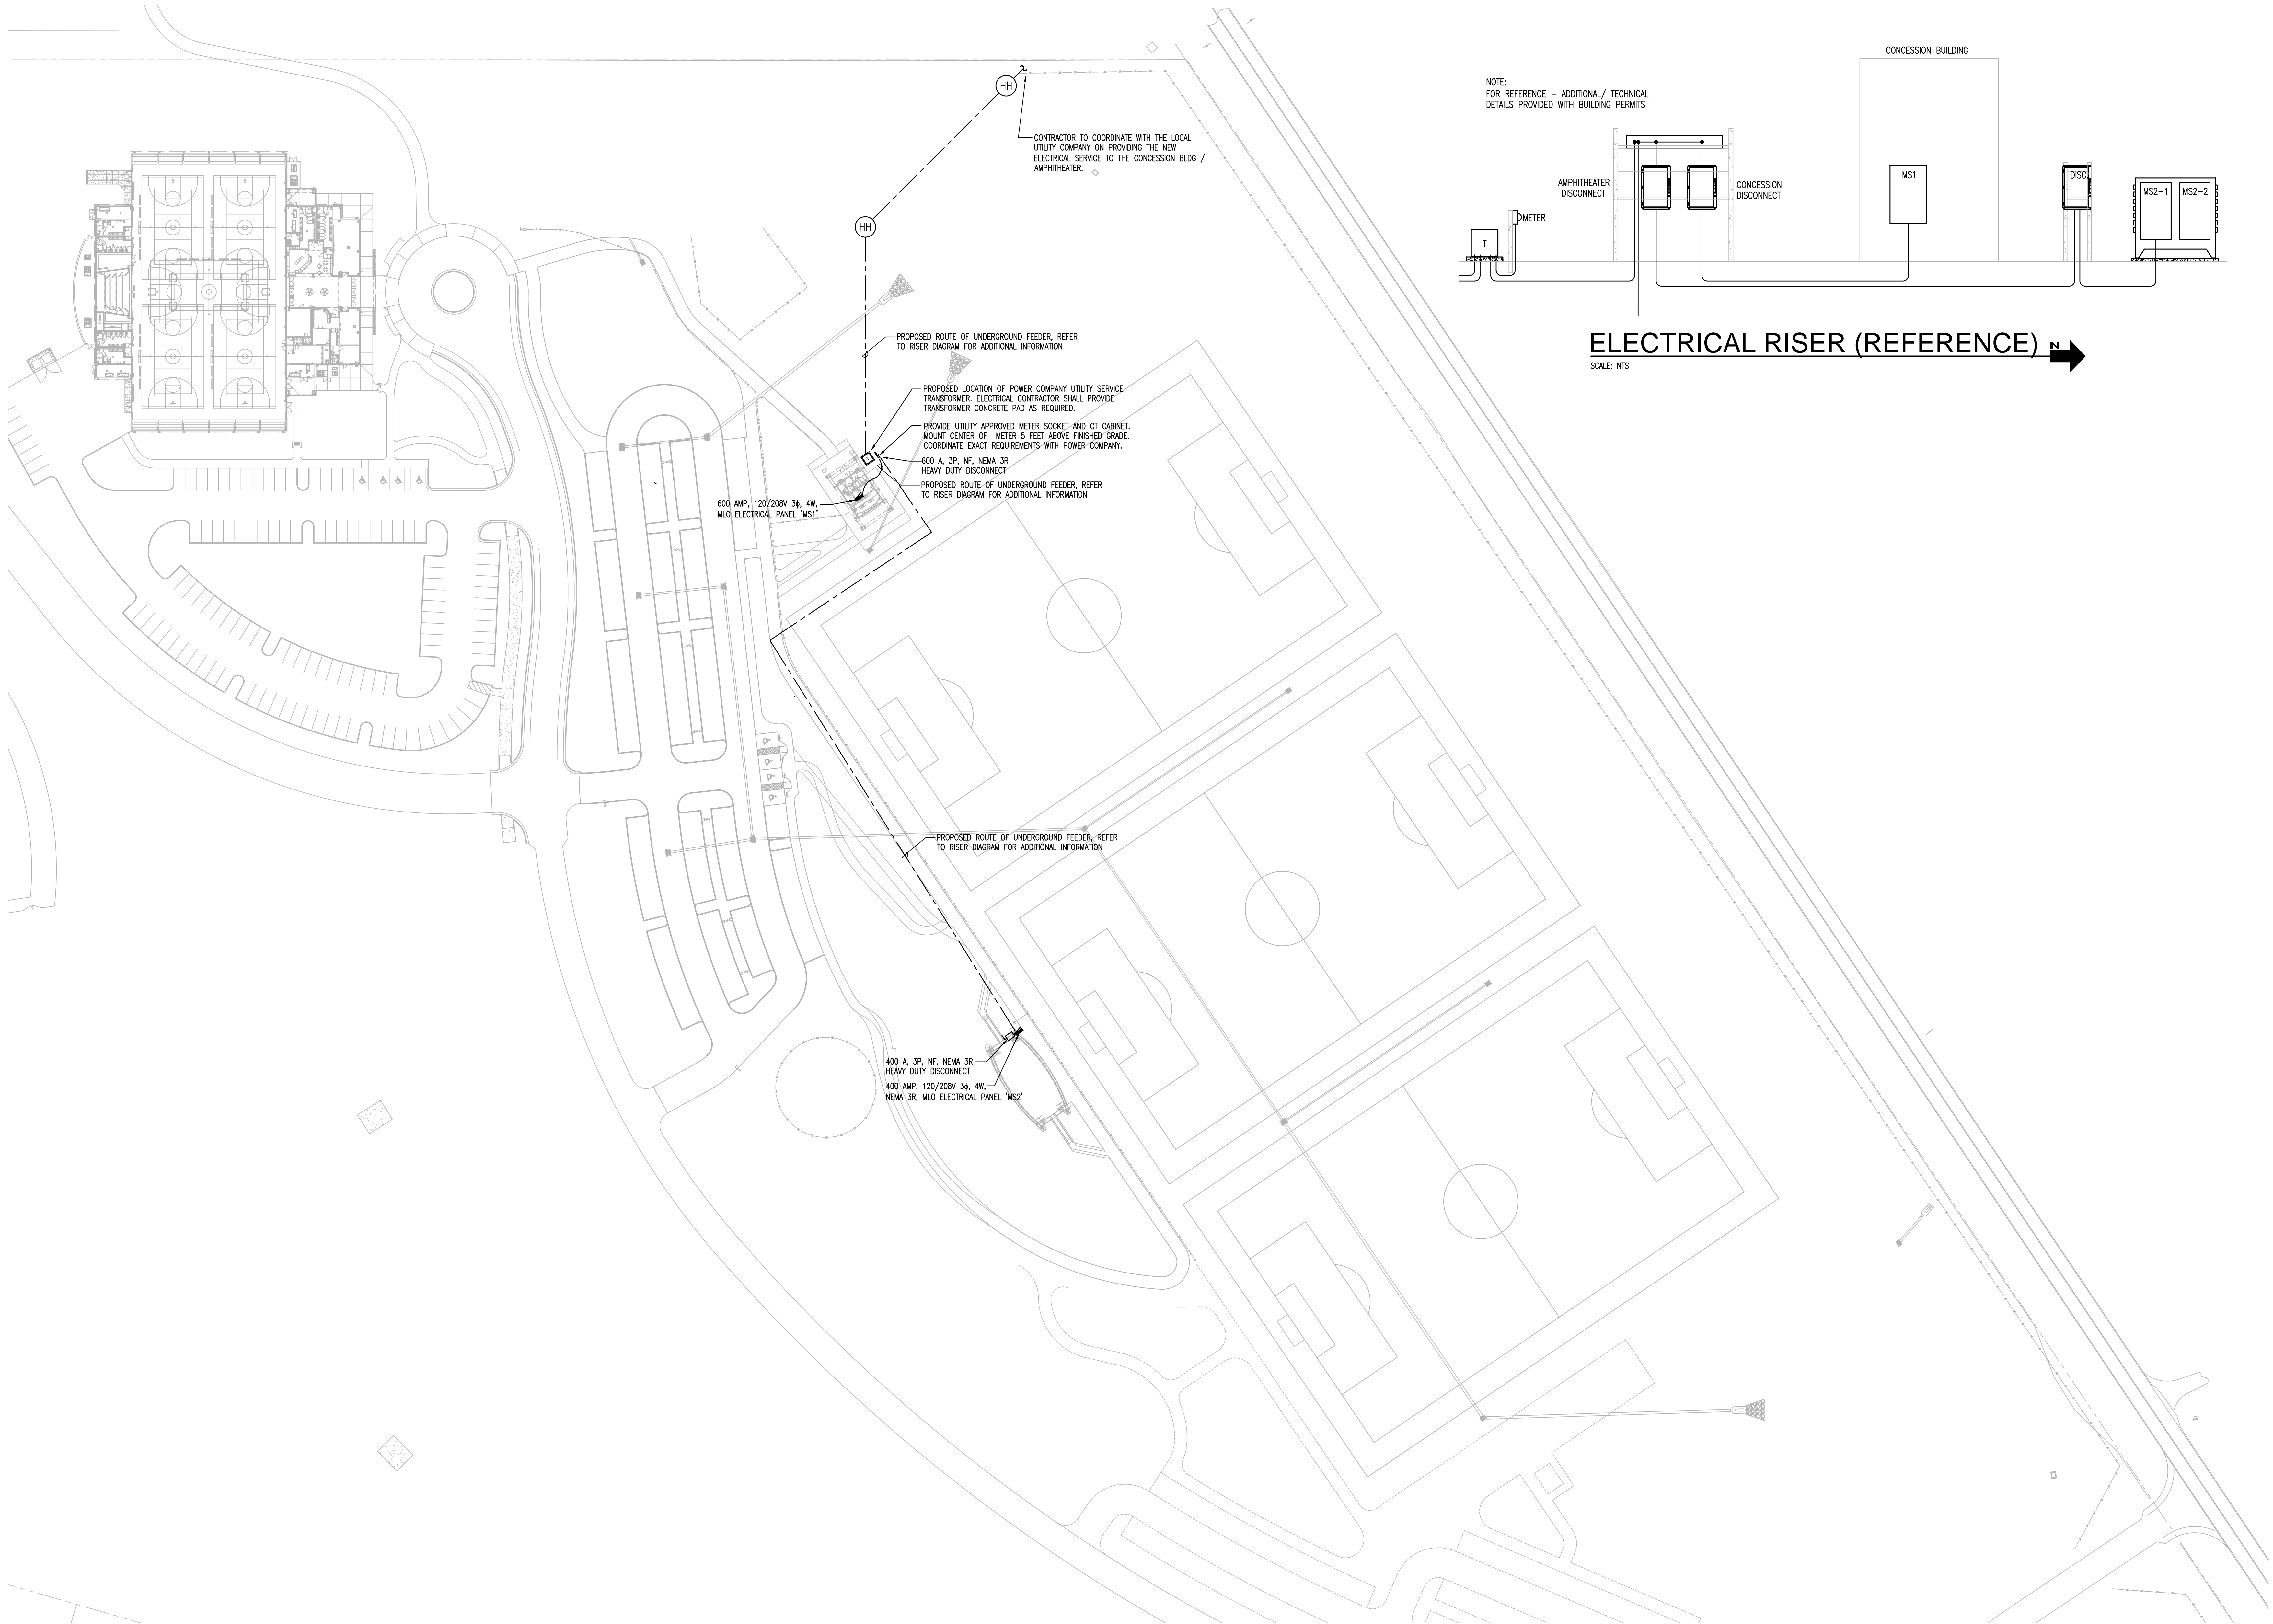 CONCESSION BUILDING
NOTE:
FOR REFERENCE – ADDITIONAL/ TECHNICAL
DETAILS PROVIDED WITH BUILDING PERMITS
AMPHITHEATER
DISCONNECT
CONCESSION
DISCONNECT
MS1
DISC.
MS2-1
MS2-2
METER
T
ELECTRICAL RISER (REFERENCE)
N
SCALE: NTS
HH
CONTRACTOR TO COORDINATE WITH THE LOCAL
UTILITY COMPANY ON PROVIDING THE NEW
ELECTRICAL SERVICE TO THE CONCESSION BLDG /
AMPHITHEATER.
HH
PROPOSED ROUTE OF UNDERGROUND FEEDER, REFER
TO RISER DIAGRAM FOR ADDITIONAL INFORMATION
PROPOSED LOCATION OF POWER COMPANY UTILITY SERVICE
TRANSFORMER. ELECTRICAL CONTRACTOR SHALL PROVIDE
TRANSFORMER CONCRETE PAD AS REQUIRED.
PROVIDE UTILITY APPROVED METER SOCKET AND CT CABINET.
MOUNT CENTER OF METER 5 FEET ABOVE FINISHED GRADE.
COORDINATE EXACT REQUIREMENTS WITH POWER COMPANY.
600 A, 3P, NF, NEMA 3R
HEAVY DUTY DISCONNECT
PROPOSED ROUTE OF UNDERGROUND FEEDER, REFER
TO RISER DIAGRAM FOR ADDITIONAL INFORMATION
600 AMP, 120/208V 3ϕ, 4W,
MLO ELECTRICAL PANEL 'MS1'
PROPOSED ROUTE OF UNDERGROUND FEEDER, REFER
TO RISER DIAGRAM FOR ADDITIONAL INFORMATION
400 A, 3P, NF, NEMA 3R
HEAVY DUTY DISCONNECT
400 AMP, 120/208V 3ϕ, 4W,
NEMA 3R, MLO ELECTRICAL PANEL 'MS2'